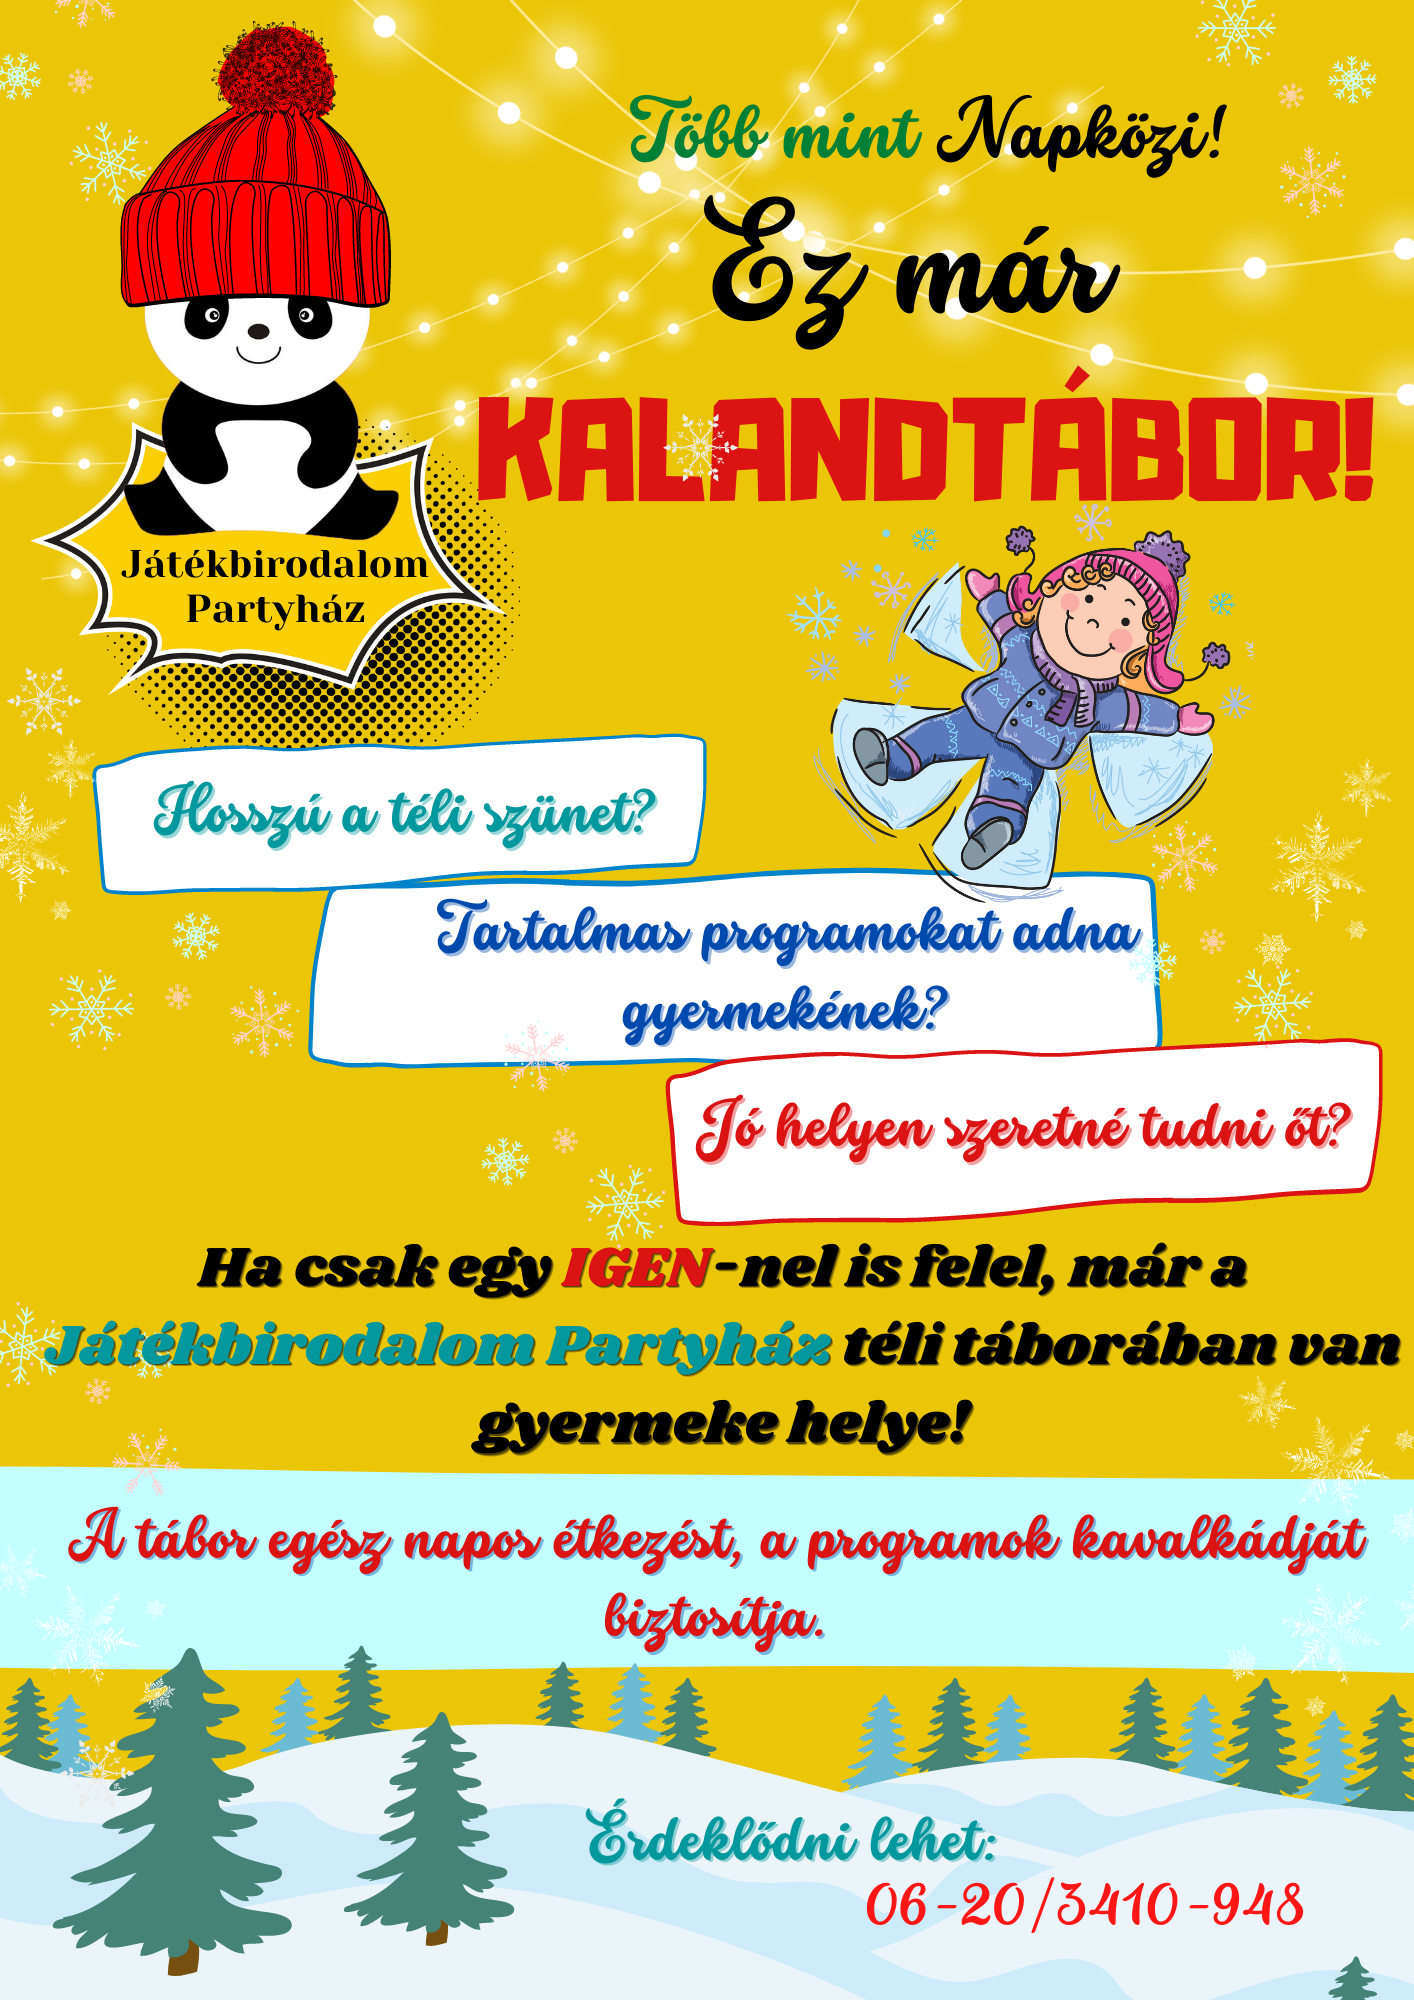 Több mint Napközi!
Ez már
KALANDTÁBOR!
Játékbirodalom
Partyház
Hosszú a téli szünet?
Tartalmas programokat adna
gyermekének?
Jó helyen szeretné tudni őt?
Ha csak egy IGEN-nel is felel, már a
Játékbirodalom Partyház téli táborában van
gyermeke helye!
A tábor egész napos étkezést, a programok kavalkádját
biztosítja.
Érdeklődni lehet:
06-20/3410-948